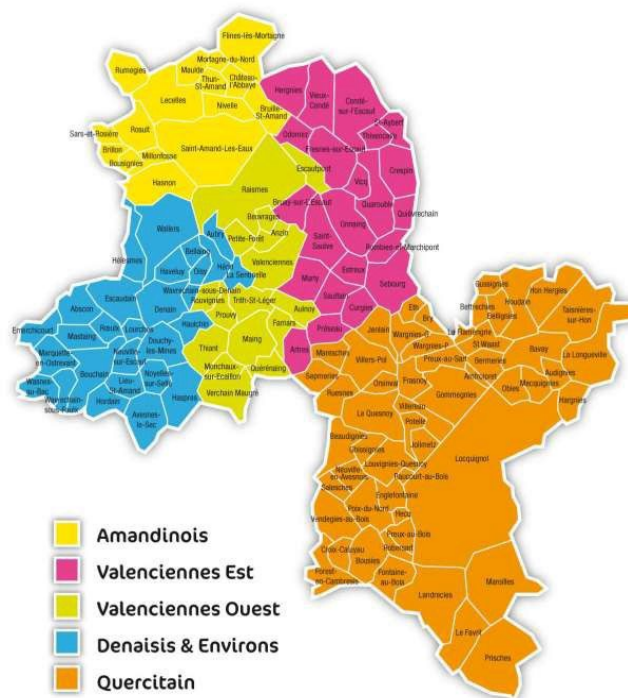 Flines-lès-Mortagne
Mortagne-du-Nord
Rumegies
Maulde
Thun-
St-Amand
Château-
l'Abbaye
Lecelles
Nivelle
Bruille-
St-Amand
Hergnies
Vieux-
Condé
Condé-
sur-l'Escaut
St-Aybert
Thivencelle
Sars-et-Rosière
Rosult
Brillon
Bousignies
Millonfosse
Saint-Amand-Les-Eaux
Hasnon
Odomez
Fresnes-sur-Escaut
Escautpont
Vicq
Crespin
Quarouble
Quiévrechain
Raismes
Bruay-sur-L'Escaut
Onnaing
Rombies-et-Marchipont
Beuvrages
Anzin
Petite-Forêt
Saint-
Saulve
Estreux
Wallers
Aubry
Bellaing
Hélesmes
Haveluy
Oisy
Hérin
La Sentinelle
Valenciennes
Marly
Sebourg
Saultain
Curgies
Préseau
Wavrechain-sous-Denain
Rouvignies
Trith-St-Léger
Aulnoy
Famars
Prouvy
Haulchin
Escaudain
Abscon
Denain
Emerchicourt
Mastaing
Roeulx
Lourches
Douchy-
les-Mines
Thiant
Maing
Artres
Quérénaing
Monchaux-
sur-Ecaillon
Verchain Maugré
Marquette-
en-Ostrevant
Bouchain
Neuville-
sur-Escaut
Noyelles-
sur-Selle
Wasnes-
au-Bac
Wavrechain-
sous-Faulx
Lieu-
St-Amand
Hordain
Haspres
Avesnes-
le-Sec
Eth
Bry
Gussignies
Hon-Hergies
Bettrechies
Houdain
Taisnières-
sur-Hon
Bellignies
La Flamengrie
St-Waast
Bavay
La Longueville
Jenlain
Wargnies-G.
Wargnies-P.
Preux-au-Sart
Bermeries
Audignies
Mecquignies
Amfroipret
Obies
Hargnies
Maresches
Villers-Pol
Sepmeries
Orsinval
Frasnoy
Gommegnies
Ruesnes
Villereau
Le Quesnoy
Potelle
Jolimetz
Locquignol
Beaudignies
Ghissignies
Louvignies-Quesnoy
Neuville-
en-Avesnois
Raucourt-au-Bois
Salesches
Englefontaine
Poix-du-Nord
Hecq
Vendegies-au-Bois
Preux-au-Bois
Robersart
Croix-Caluyau
Bousies
Forest-
en-Cambrésis
Fontaine-
au-Bois
Landrecies
Maroilles
Le Favril
Prisches
Amandinois
Valenciennes Est
Valenciennes Ouest
Denaisis & Environs
Quercitain